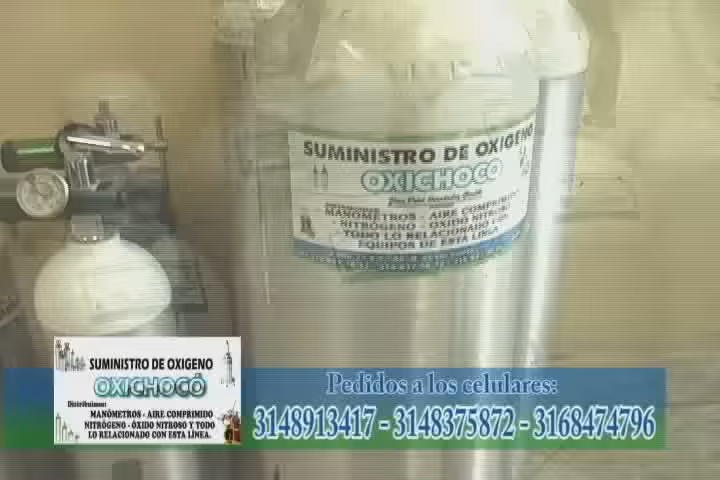 SUMINISTRO DE OXIGENO
OXICHOCO
MANOMETROS - AIRE COMPRIMIDO
- NITRÓGENO - OXIDO NITROSO
TODO LO RELACIONADO CON
EQUIPOS DE ESTA LINEA
SUMINISTRO DE OXIGENO
OXICHOCÓ
Distribuimos:
MANÓMETROS - AIRE COMPRIMIDO
NITRÓGENO - ÓXIDO NITROSO Y TODO
LO RELACIONADO CON ESTA LÍNEA.
Pedidos a los celulares:
3148913417 - 3148375872 - 3168474796